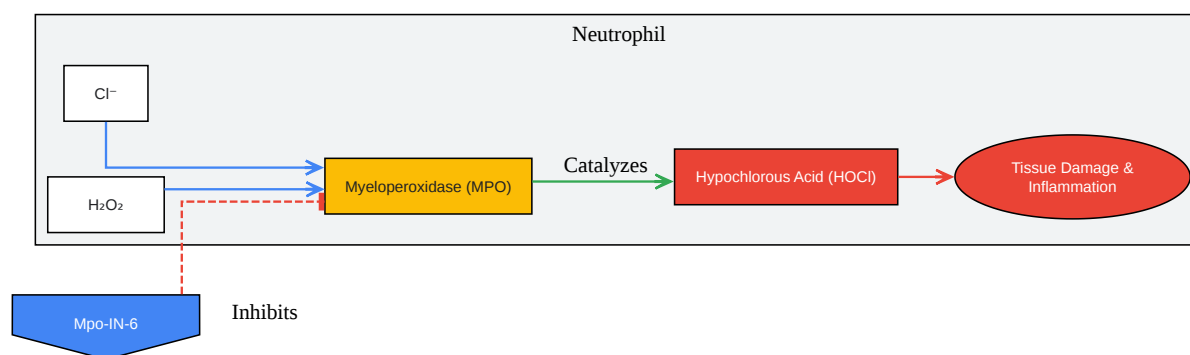 Neutrophil
Cl⁻
H₂O₂
Myeloperoxidase (MPO)
Catalyzes
Hypochlorous Acid (HOCl)
Tissue Damage &
Inflammation
Mpo-IN-6
Inhibits